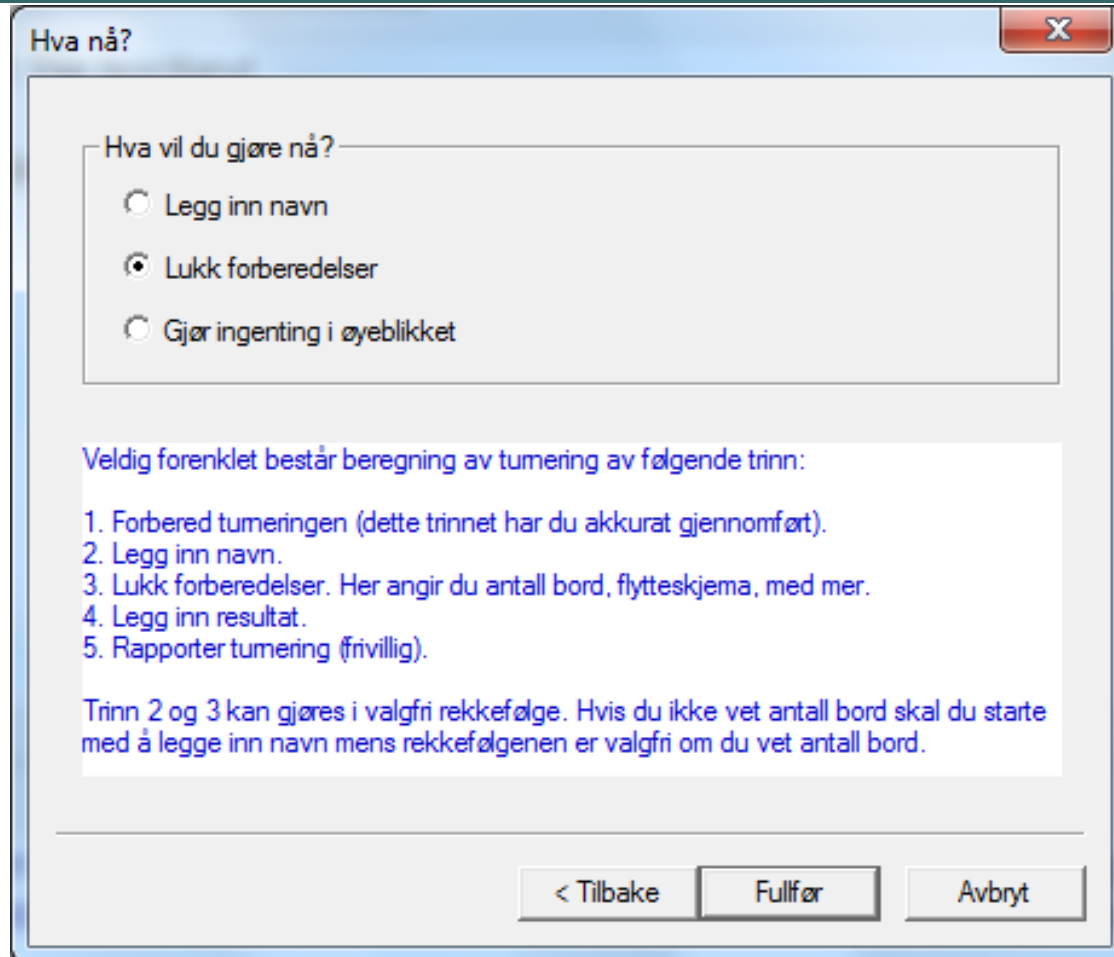 Hva nå?
Hva vil du gjøre nå?
Legg inn navn
Lukk forberedelser
Gjør ingenting i øyeblikket
Veldig forenklet består beregning av turnering av følgende trinn:
1. Forbered turneringen (dette trinnet har du akkurat gjennomført).
2. Legg inn navn.
3. Lukk forberedelser. Her angir du antall bord, flytteskjema, med mer.
4. Legg inn resultat.
5. Rapporter turnering (frivillig).
Trinn 2 og 3 kan gjøres i valgfri rekkefølge. Hvis du ikke vet antall bord skal du starte
med å legge inn navn mens rekkefølgenen er valgfri om du vet antall bord.
< Tilbake
Fullfør
Avbryt